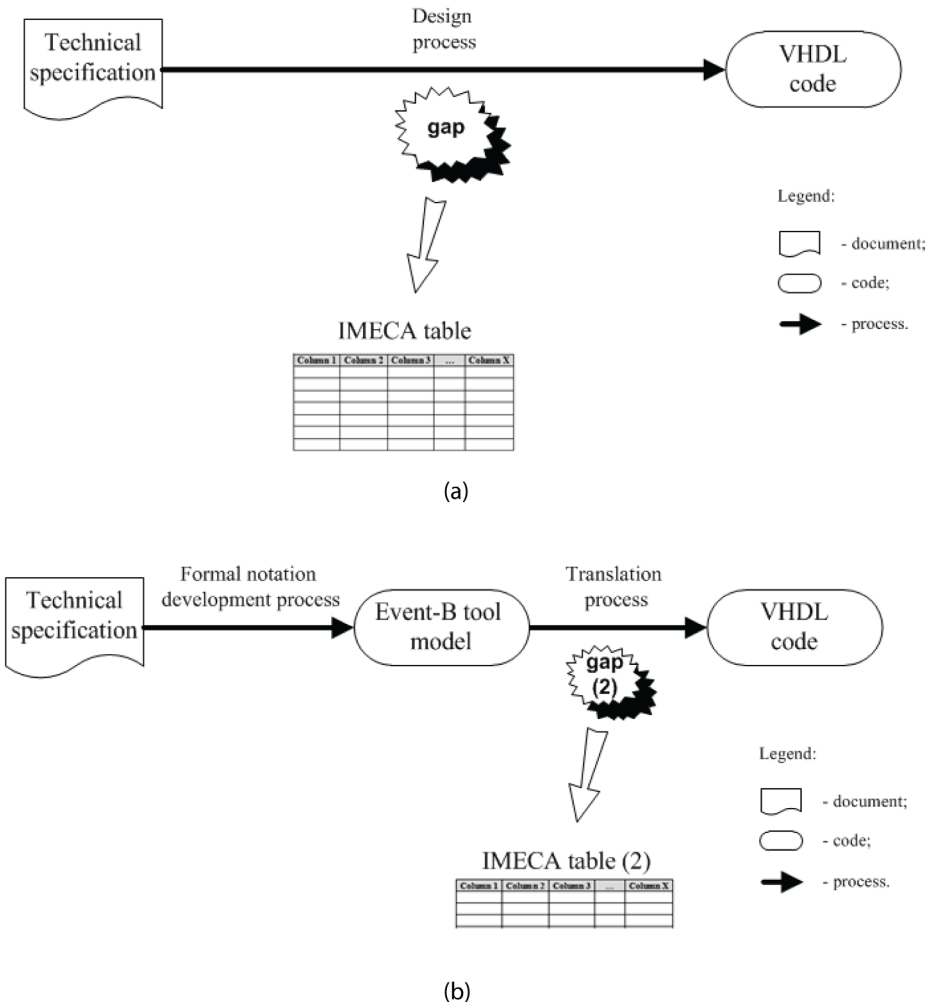 Design
process
Technical
specification
VHDL
code
gap
Legend:
- document;
- code;
- process.
IMECA table
Column 1 Column 2 Column 3 ... Column X
(a)
Formal notation
development process
Translation
process
Technical
specification
Event-B tool
model
VHDL
code
gap
(2)
Legend:
- document;
- code;
- process.
IMECA table (2)
Column 1 Column 2 Column 3 ... Column X
(b)